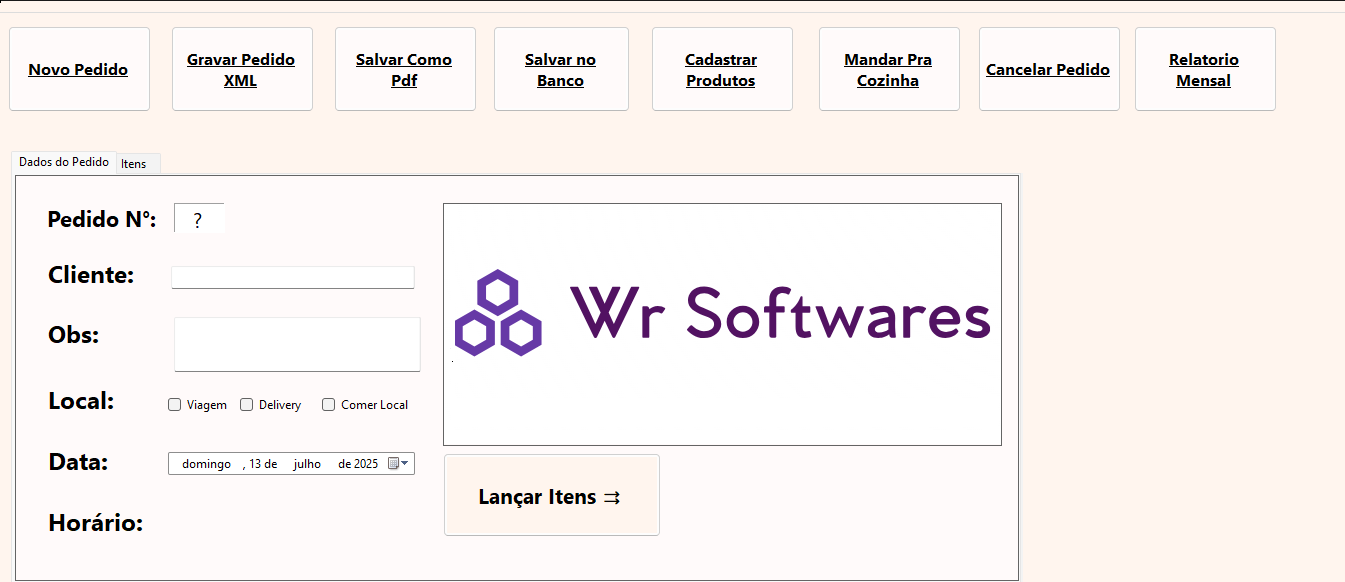 Novo Pedido
Gravar Pedido
XML
Salvar Como
Pdf
Salvar no
Banco
Cadastrar
Produtos
Mandar Pra
Cozinha
Cancelar Pedido
Relatorio
Mensal
Dados do Pedido
Itens
Pedido N°: ?
Cliente:
Obs:
Local: Viagem Delivery Comer Local
Data: domingo , 13 de julho de 2025
Horário:
Wr Softwares
Lançar Itens ⇉